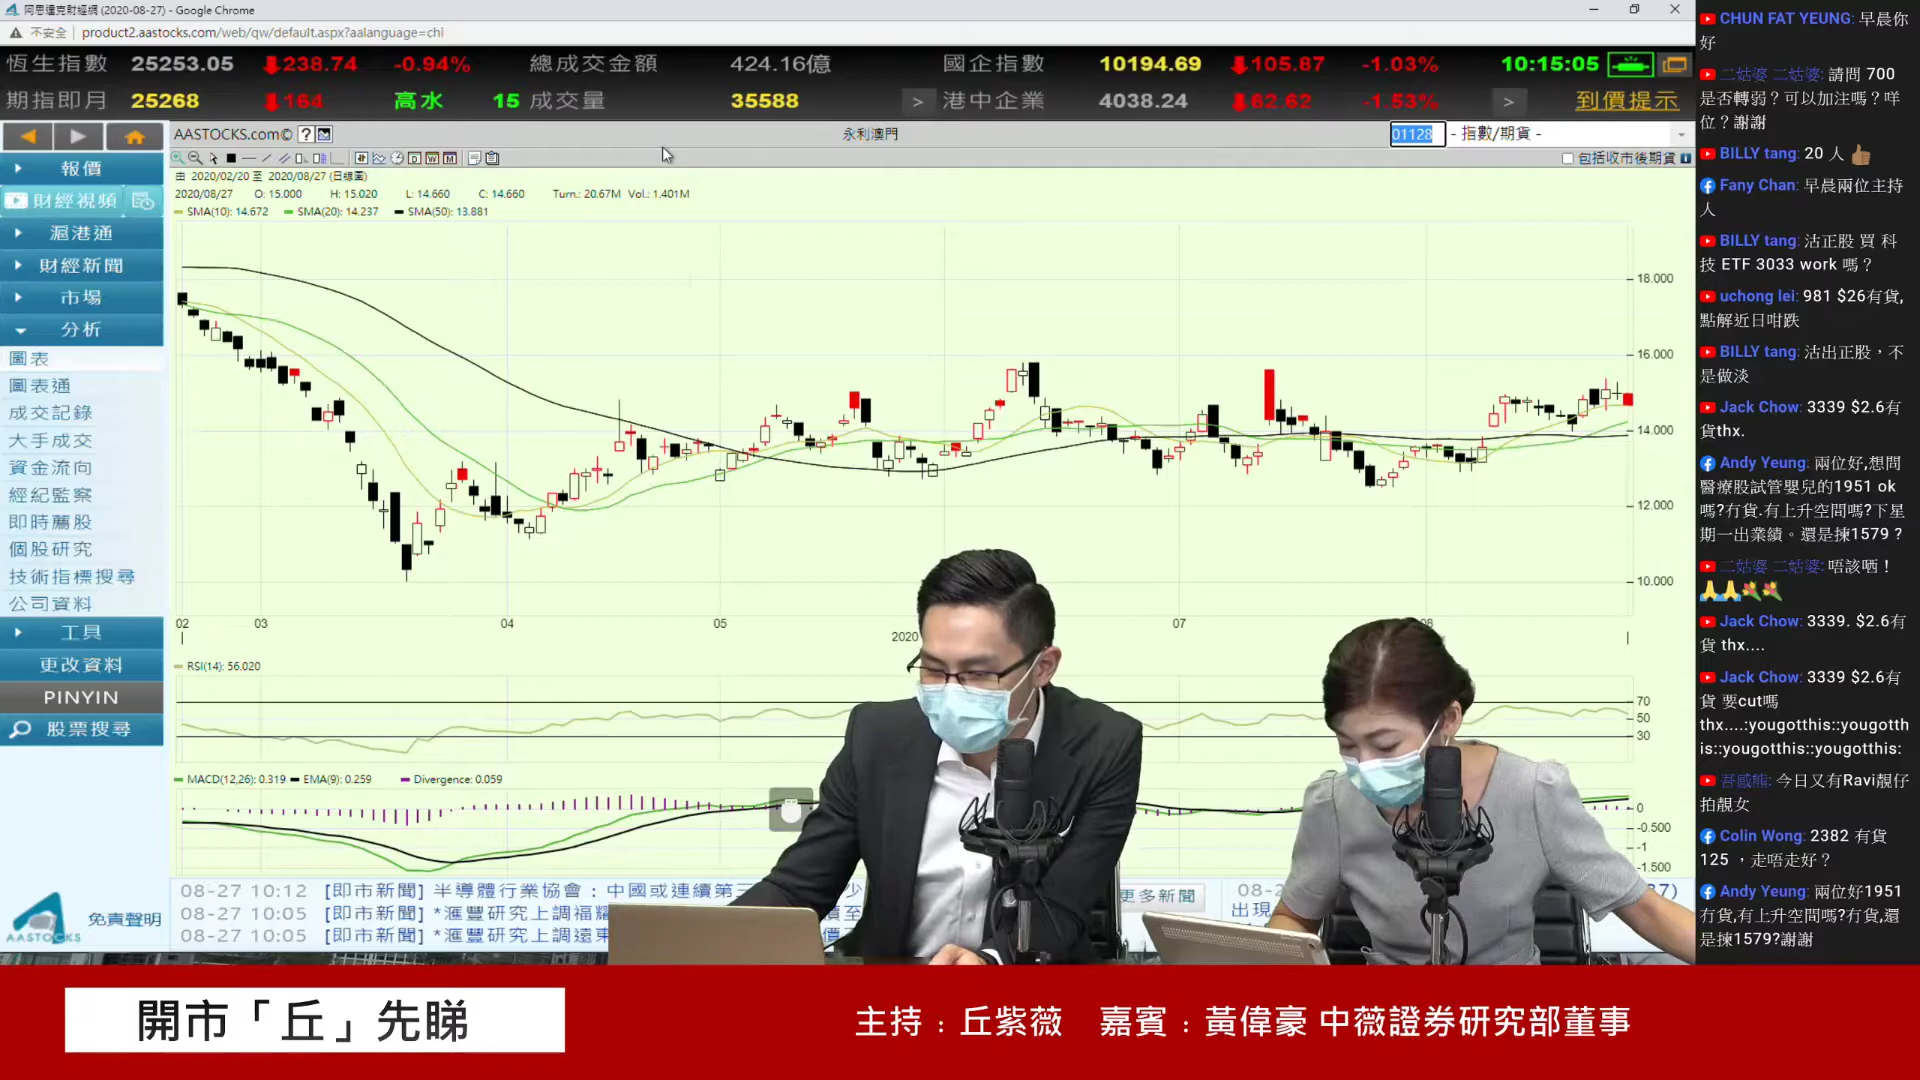 阿思達克財經網 (2020-08-27) - Google Chrome
不安全 | product2.aastocks.com/web/qw/default.aspx?aalanguage=chi
恆生指數 25253.05 238.74 -0.94% 總成交金額 424.16億 國企指數 10194.69 105.87 -1.03% 10:15:05
期指即月 25268 164 高水 15 成交量 35588 > 港中企業 4038.24 62.62 -1.53% > 到價提示
AASTOCKS.com© ? 永利澳門 01128 - 指數/期貨 -
包括收市後期貨
由 2020/02/20 至 2020/08/27 (日線圖)
2020/08/27 O: 15.000 H: 15.020 L: 14.660 C: 14.660 Turn.: 20.67M Vol.: 1.401M
SMA(10): 14.672 SMA(20): 14.237 SMA(50): 13.881
報價
財經視頻
滬港通
財經新聞
市場
分析
圖表
圖表通
成交記錄
大手成交
資金流向
經紀監察
即時薦股
個股研究
技術指標搜尋
公司資料
工具
更改資料
PINYIN
股票搜尋
免責聲明
AASTOCKS
18.000
16.000
14.000
12.000
10.000
02 03 04 05 07 08
2020
RSI(14): 56.020
70
50
30
MACD(12,26): 0.319 EMA(9): 0.259 Divergence: 0.059
0
-0.500
-1
-1.500
08-27 10:12 [即市新聞] 半導體行業協會：中國或連續第三
08-27 10:05 [即市新聞] *滙豐研究上調福耀
08-27 10:05 [即市新聞] *滙豐研究上調遠東
更多新聞
出現
CHUN FAT YEUNG: 早晨你
好
二姑婆 二姑婆: 請問 700
是否轉弱？可以加注嗎？咩
位？謝謝
BILLY tang: 20 人
Fany Chan: 早晨兩位主持
人
BILLY tang: 沽正股 買 科
技 ETF 3033 work 嗎？
uchong lei: 981 $26有貨,
點解近日咁跌
BILLY tang: 沽出正股，不
是做淡
Jack Chow: 3339 $2.6有
貨thx.
Andy Yeung: 兩位好,想問
醫療股試管嬰兒的1951 ok
嗎?冇貨.有上升空間嗎?下星
期一出業績。還是揀1579 ?
二姑婆 二姑婆: 唔該晒！
Jack Chow: 3339. $2.6有
貨 thx....
Jack Chow: 3339 $2.6有
貨 要cut嗎
thx....:yougotthis::yougotth
is::yougotthis::yougotthis:
今日又有Ravi靚仔
拍靚女
Colin Wong: 2382 有貨
125 ，走唔走好？
Andy Yeung: 兩位好1951
冇貨,有上升空間嗎?冇貨,還
是揀1579?謝謝
開市「丘」先睇
主持：丘紫薇 嘉賓：黃偉豪 中薇證券研究部董事